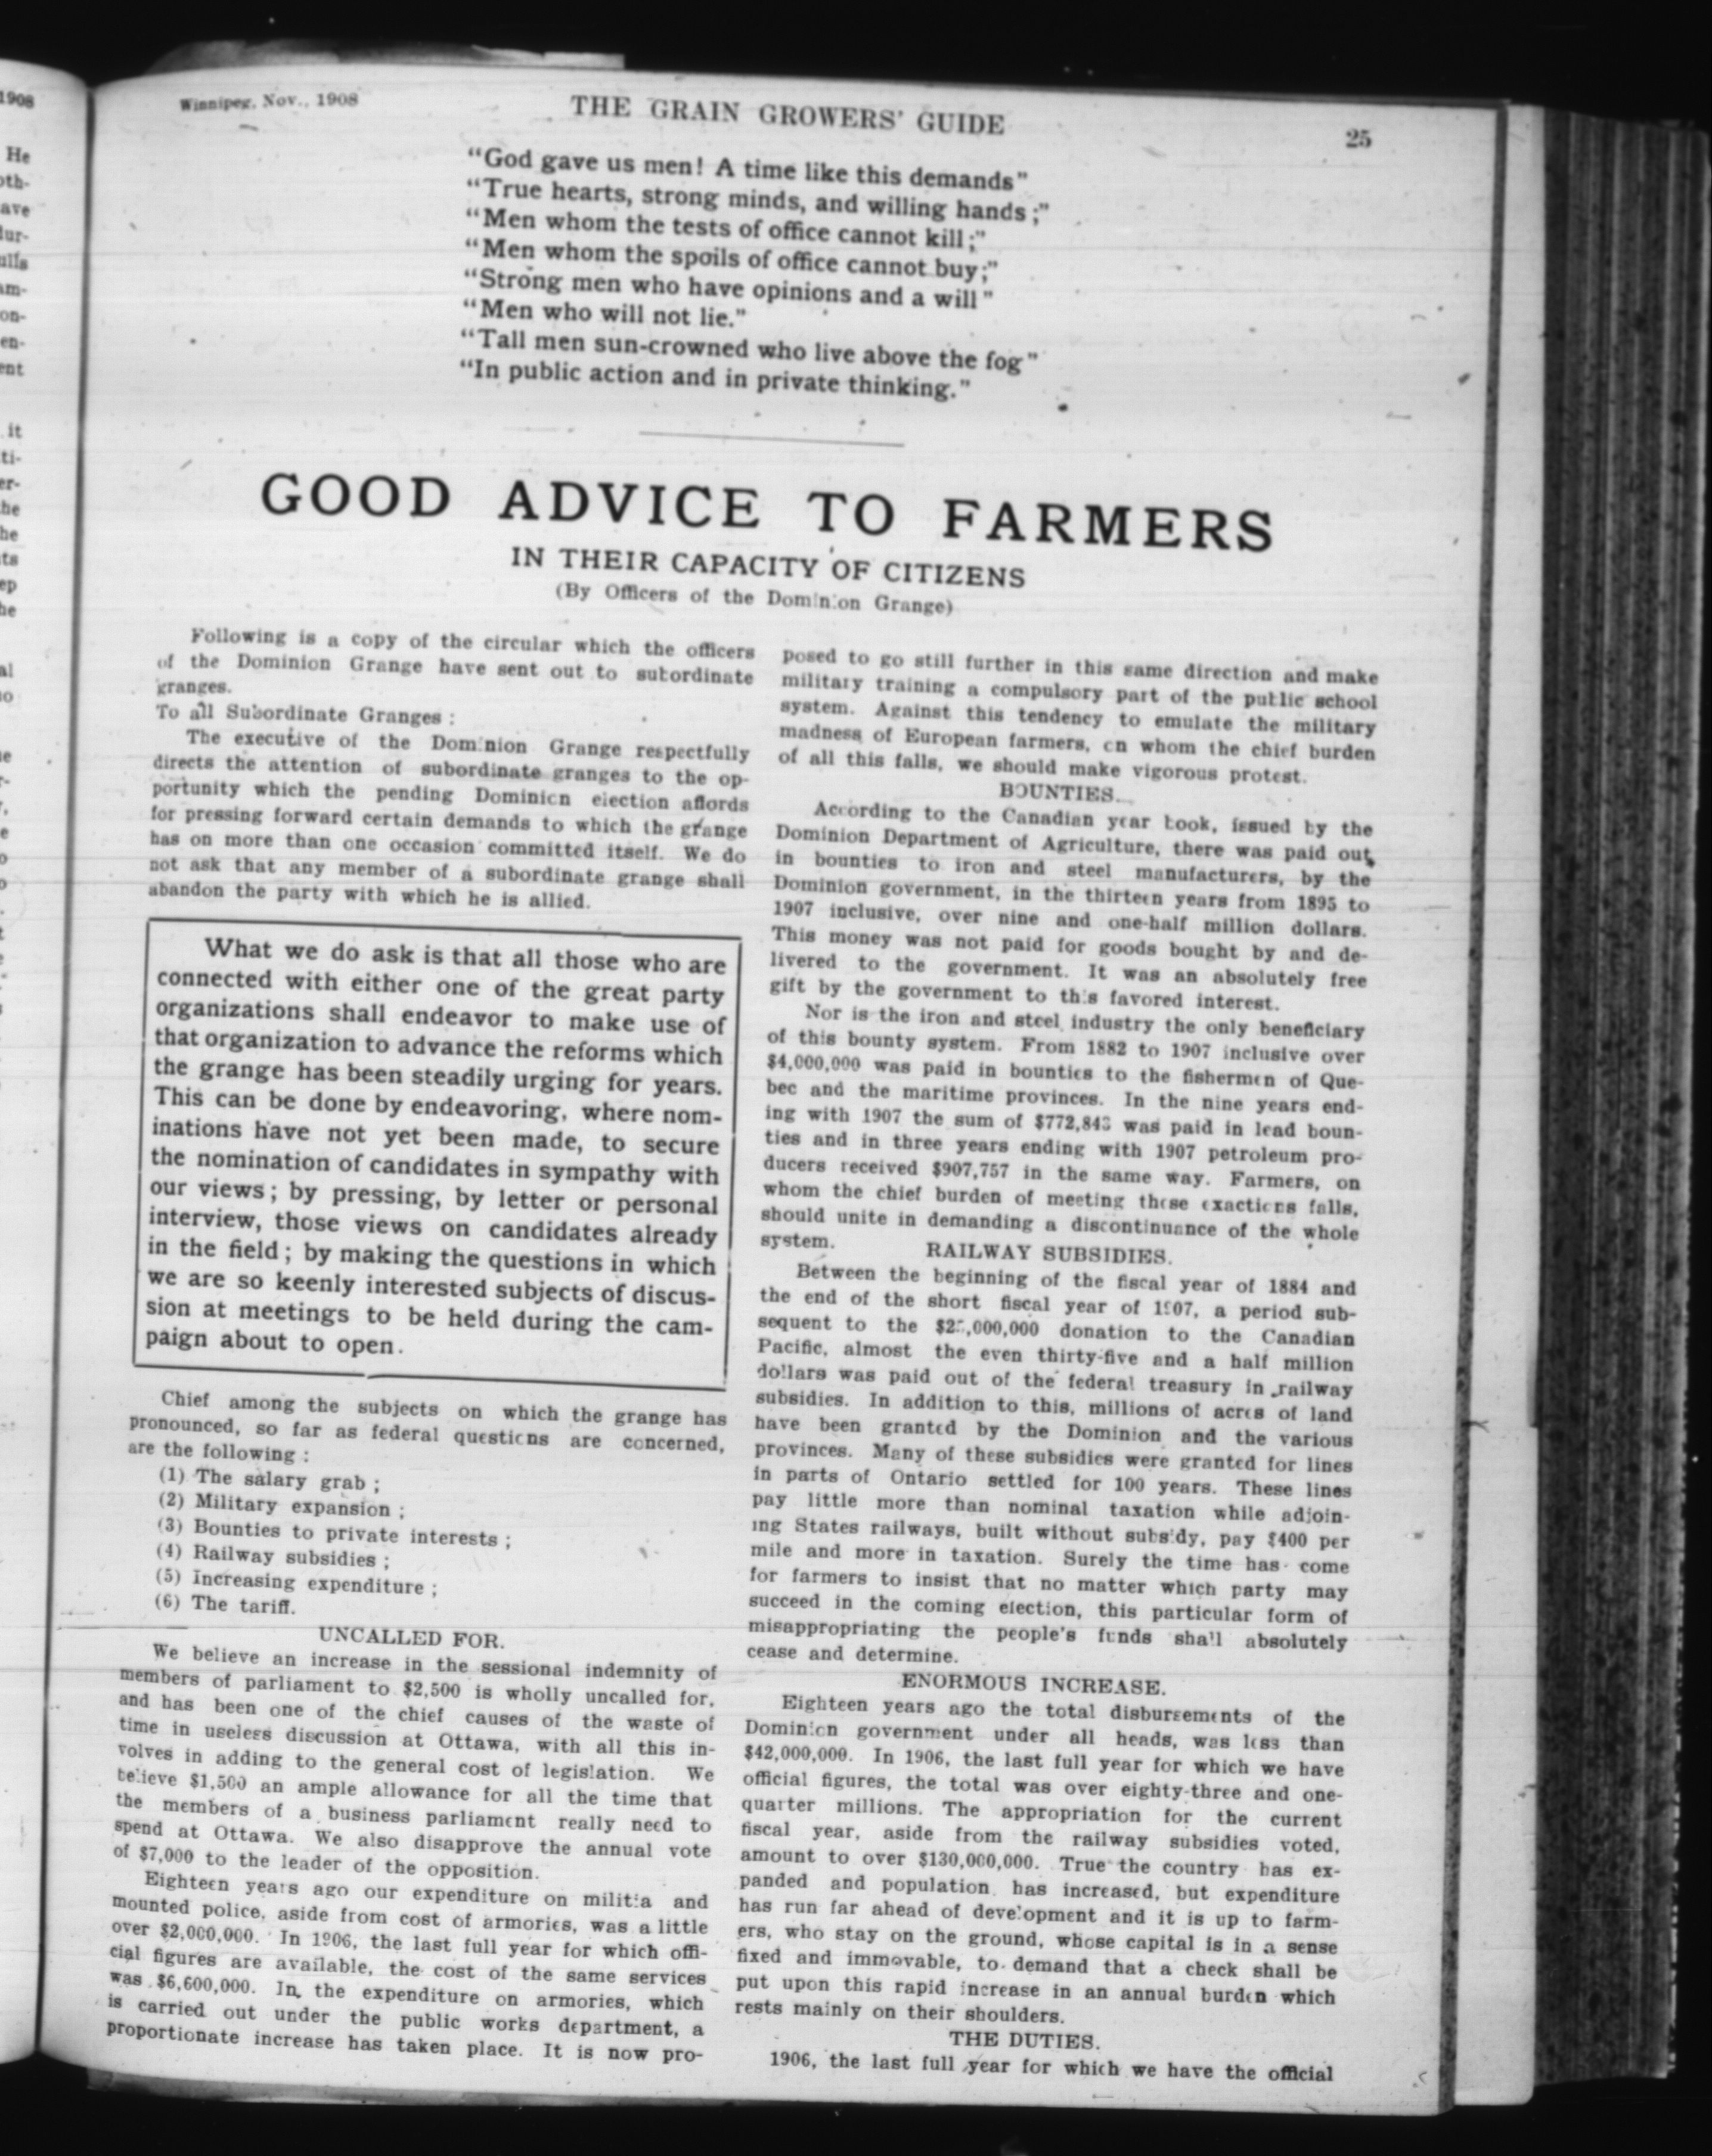 Winnipeg, Nov., 1908
THE GRAIN GROWERS' GUIDE
25
"God gave us men! A time like this demands"
"True hearts, strong minds, and willing hands;"
"Men whom the tests of office cannot kill;"
"Men whom the spoils of office cannot buy;"
"Strong men who have opinions and a will"
"Men who will not lie."
"Tall men sun-crowned who live above the fog"
"In public action and in private thinking."
GOOD ADVICE TO FARMERS
IN THEIR CAPACITY OF CITIZENS
(By Officers of the Dominion Grange)
Following is a copy of the circular which the officers
of the Dominion Grange have sent out to subordinate
granges.
To all Subordinate Granges:
The executive of the Dominion Grange respectfully
directs the attention of subordinate granges to the op-
portunity which the pending Dominion election affords
for pressing forward certain demands to which the grange
has on more than one occasion committed itself. We do
not ask that any member of a subordinate grange shall
abandon the party with which he is allied.
What we do ask is that all those who are
connected with either one of the great party
organizations shall endeavor to make use of
that organization to advance the reforms which
the grange has been steadily urging for years.
This can be done by endeavoring, where nom-
inations have not yet been made, to secure
the nomination of candidates in sympathy with
our views; by pressing, by letter or personal
interview, those views on candidates already
in the field; by making the questions in which
we are so keenly interested subjects of discus-
sion at meetings to be held during the cam-
paign about to open.
Chief among the subjects on which the grange has
pronounced, so far as federal questions are concerned,
are the following:
(1) The salary grab;
(2) Military expansion;
(3) Bounties to private interests;
(4) Railway subsidies;
(5) Increasing expenditure;
(6) The tariff.
UNCALLED FOR.
We believe an increase in the sessional indemnity of
members of parliament to $2,500 is wholly uncalled for,
and has been one of the chief causes of the waste of
time in useless discussion at Ottawa, with all this in-
volves in adding to the general cost of legislation. We
believe $1,500 an ample allowance for all the time that
the members of a business parliament really need to
spend at Ottawa. We also disapprove the annual vote
of $7,000 to the leader of the opposition.
Eighteen years ago our expenditure on militia and
mounted police, aside from cost of armories, was a little
over $2,000,000. In 1906, the last full year for which offi-
cial figures are available, the cost of the same services
was $6,600,000. In the expenditure on armories, which
is carried out under the public works department, a
proportionate increase has taken place. It is now pro-
posed to go still further in this same direction and make
military training a compulsory part of the public school
system. Against this tendency to emulate the military
madness of European farmers, on whom the chief burden
of all this falls, we should make vigorous protest.
BOUNTIES.
According to the Canadian year book, issued by the
Dominion Department of Agriculture, there was paid out
in bounties to iron and steel manufacturers, by the
Dominion government, in the thirteen years from 1895 to
1907 inclusive, over nine and one-half million dollars.
This money was not paid for goods bought by and de-
livered to the government. It was an absolutely free
gift by the government to this favored interest.
Nor is the iron and steel industry the only beneficiary
of this bounty system. From 1882 to 1907 inclusive over
$4,000,000 was paid in bounties to the fishermen of Que-
bec and the maritime provinces. In the nine years end-
ing with 1907 the sum of $772,843 was paid in lead boun-
ties and in three years ending with 1907 petroleum pro-
ducers received $907,757 in the same way. Farmers, on
whom the chief burden of meeting these exactions falls,
should unite in demanding a discontinuance of the whole
system.
RAILWAY SUBSIDIES.
Between the beginning of the fiscal year of 1884 and
the end of the short fiscal year of 1907, a period sub-
sequent to the $25,000,000 donation to the Canadian
Pacific, almost the even thirty-five and a half million
dollars was paid out of the federal treasury in railway
subsidies. In addition to this, millions of acres of land
have been granted by the Dominion and the various
provinces. Many of these subsidies were granted for lines
in parts of Ontario settled for 100 years. These lines
pay little more than nominal taxation while adjoin-
ing States railways, built without subsidy, pay $400 per
mile and more in taxation. Surely the time has come
for farmers to insist that no matter which party may
succeed in the coming election, this particular form of
misappropriating the people's funds shall absolutely
cease and determine.
ENORMOUS INCREASE.
Eighteen years ago the total disbursements of the
Dominion government under all heads, was less than
$42,000,000. In 1906, the last full year for which we have
official figures, the total was over eighty-three and one-
quarter millions. The appropriation for the current
fiscal year, aside from the railway subsidies voted,
amount to over $130,000,000. True the country has ex-
panded and population has increased, but expenditure
has run far ahead of development and it is up to farm-
ers, who stay on the ground, whose capital is in a sense
fixed and immovable, to demand that a check shall be
put upon this rapid increase in an annual burden which
rests mainly on their shoulders.
THE DUTIES.
1906, the last full year for which we have the official